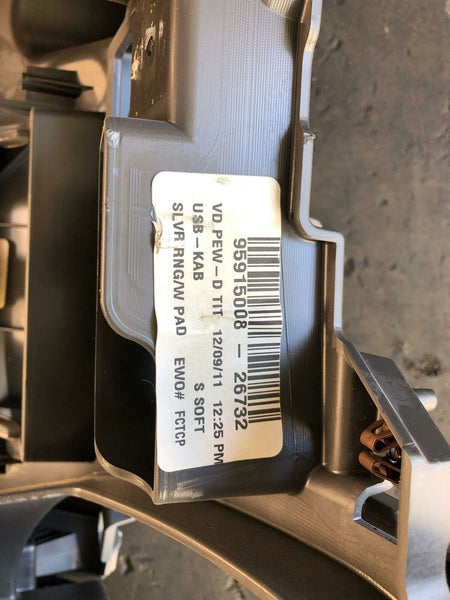 95915008 - 26732
VD PEW-D TIT 12/09/11 12:25 PM
USB-KAB S SOFT
SLVR RNG/W PAD EWO# FCTCP